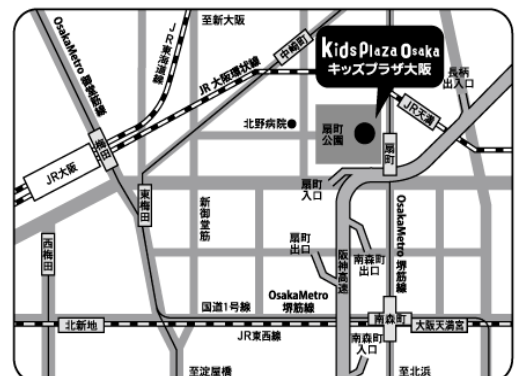 至新大阪
OsakaMetro 御堂筋線
JR東海道線
中崎町
JR大阪環状線
Kids Plaza Osaka
キッズプラザ大阪
長柄
出入口
JR天満
北野病院
扇町
公園
扇町
梅田
JR大阪
東梅田
新御堂筋
扇町
入口
西梅田
扇町
出口
阪神高速
南森町
出口
OsakaMetro 堺筋線
OsakaMetro
堺筋線
国道1号線
北新地
JR東西線
南森町
大阪天満宮
南森町
入口
至淀屋橋
至北浜